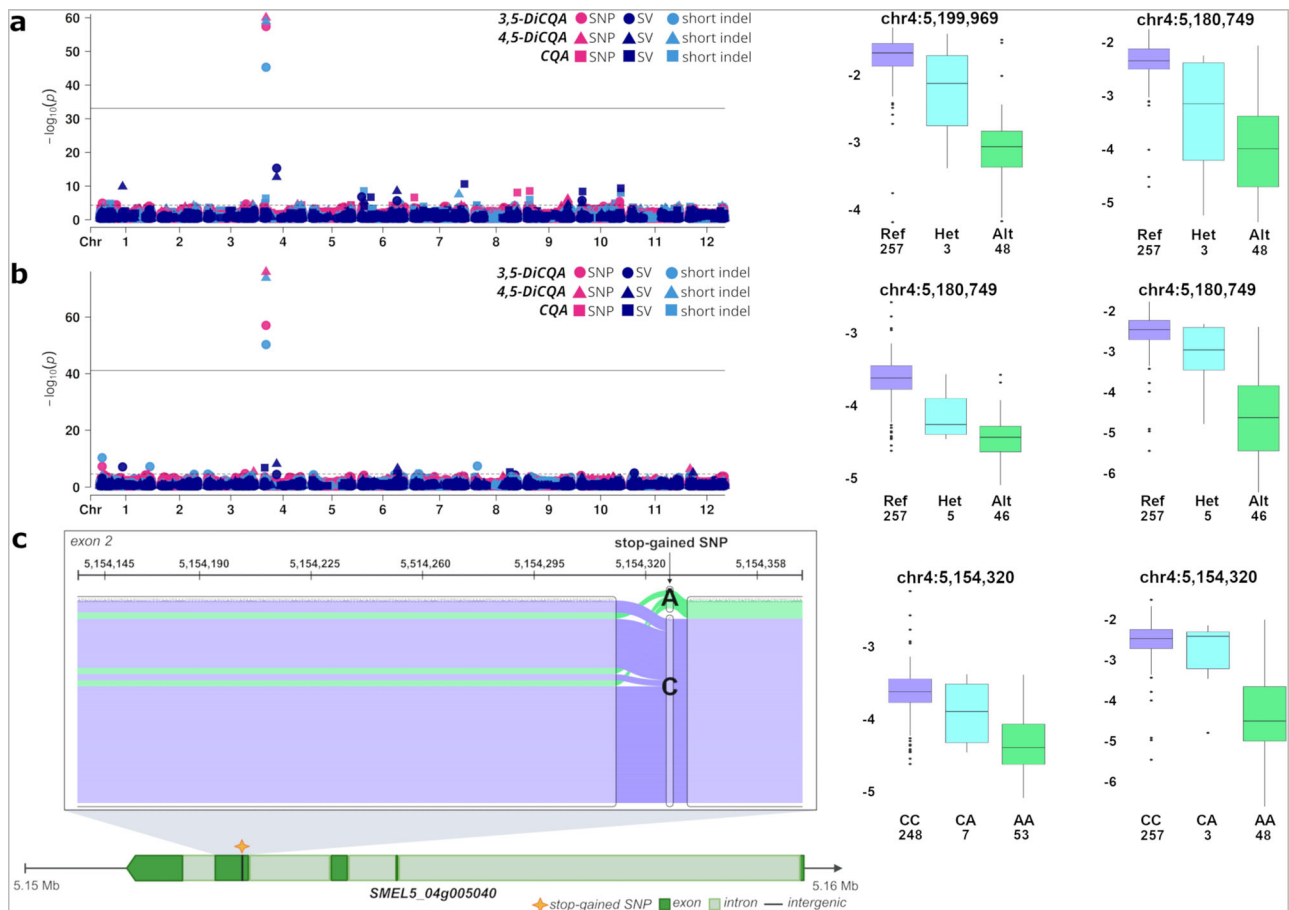 a
3,5-DiCQA SNP SV short indel
4,5-DiCQA SNP SV short indel
CQA SNP SV short indel
−log10(p)
60
50
40
30
20
10
0
Chr 1 2 3 4 5 6 7 8 9 10 11 12
chr4:5,199,969
-2
-3
-4
Ref Het Alt
257 3 48
chr4:5,180,749
-2
-3
-4
-5
Ref Het Alt
257 3 48
b
3,5-DiCQA SNP SV short indel
4,5-DiCQA SNP SV short indel
CQA SNP SV short indel
−log10(p)
60
40
20
0
Chr 1 2 3 4 5 6 7 8 9 10 11 12
chr4:5,180,749
-3
-4
-5
Ref Het Alt
257 5 46
chr4:5,180,749
-2
-3
-4
-5
-6
Ref Het Alt
257 5 46
c
exon 2
stop-gained SNP
5,154,145 5,154,190 5,154,225 5,514,260 5,154,295 5,154,320 5,154,358
A
C
5.15 Mb
5.16 Mb
SMEL5_04g005040
stop-gained SNP exon intron intergenic
chr4:5,154,320
-3
-4
-5
CC CA AA
248 7 53
chr4:5,154,320
-2
-3
-4
-5
-6
CC CA AA
257 3 48